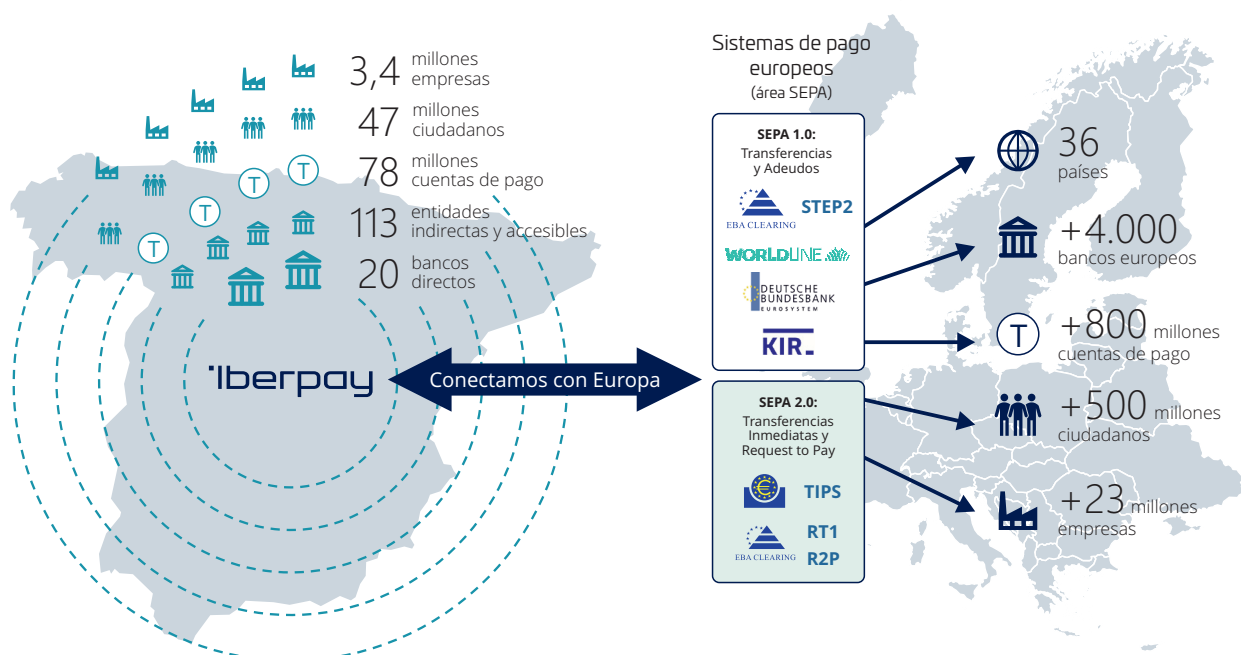 3,4 millones
empresas
47 millones
ciudadanos
78 millones
cuentas de pago
113 entidades
indirectas y accesibles
20 bancos
directos
T
T
T
T
Iberpay
Conectamos con Europa
Sistemas de pago
europeos
(área SEPA)
SEPA 1.0:
Transferencias
y Adeudos
EBA CLEARING
STEP2
WORLDLINE
DEUTSCHE
BUNDESBANK
EUROSYSTEM
KIR
SEPA 2.0:
Transferencias
Inmediatas y
Request to Pay
€
TIPS
EBA CLEARING
RT1
R2P
36
países
+4.000
bancos europeos
T
+800 millones
cuentas de pago
+500 millones
ciudadanos
+23 millones
empresas